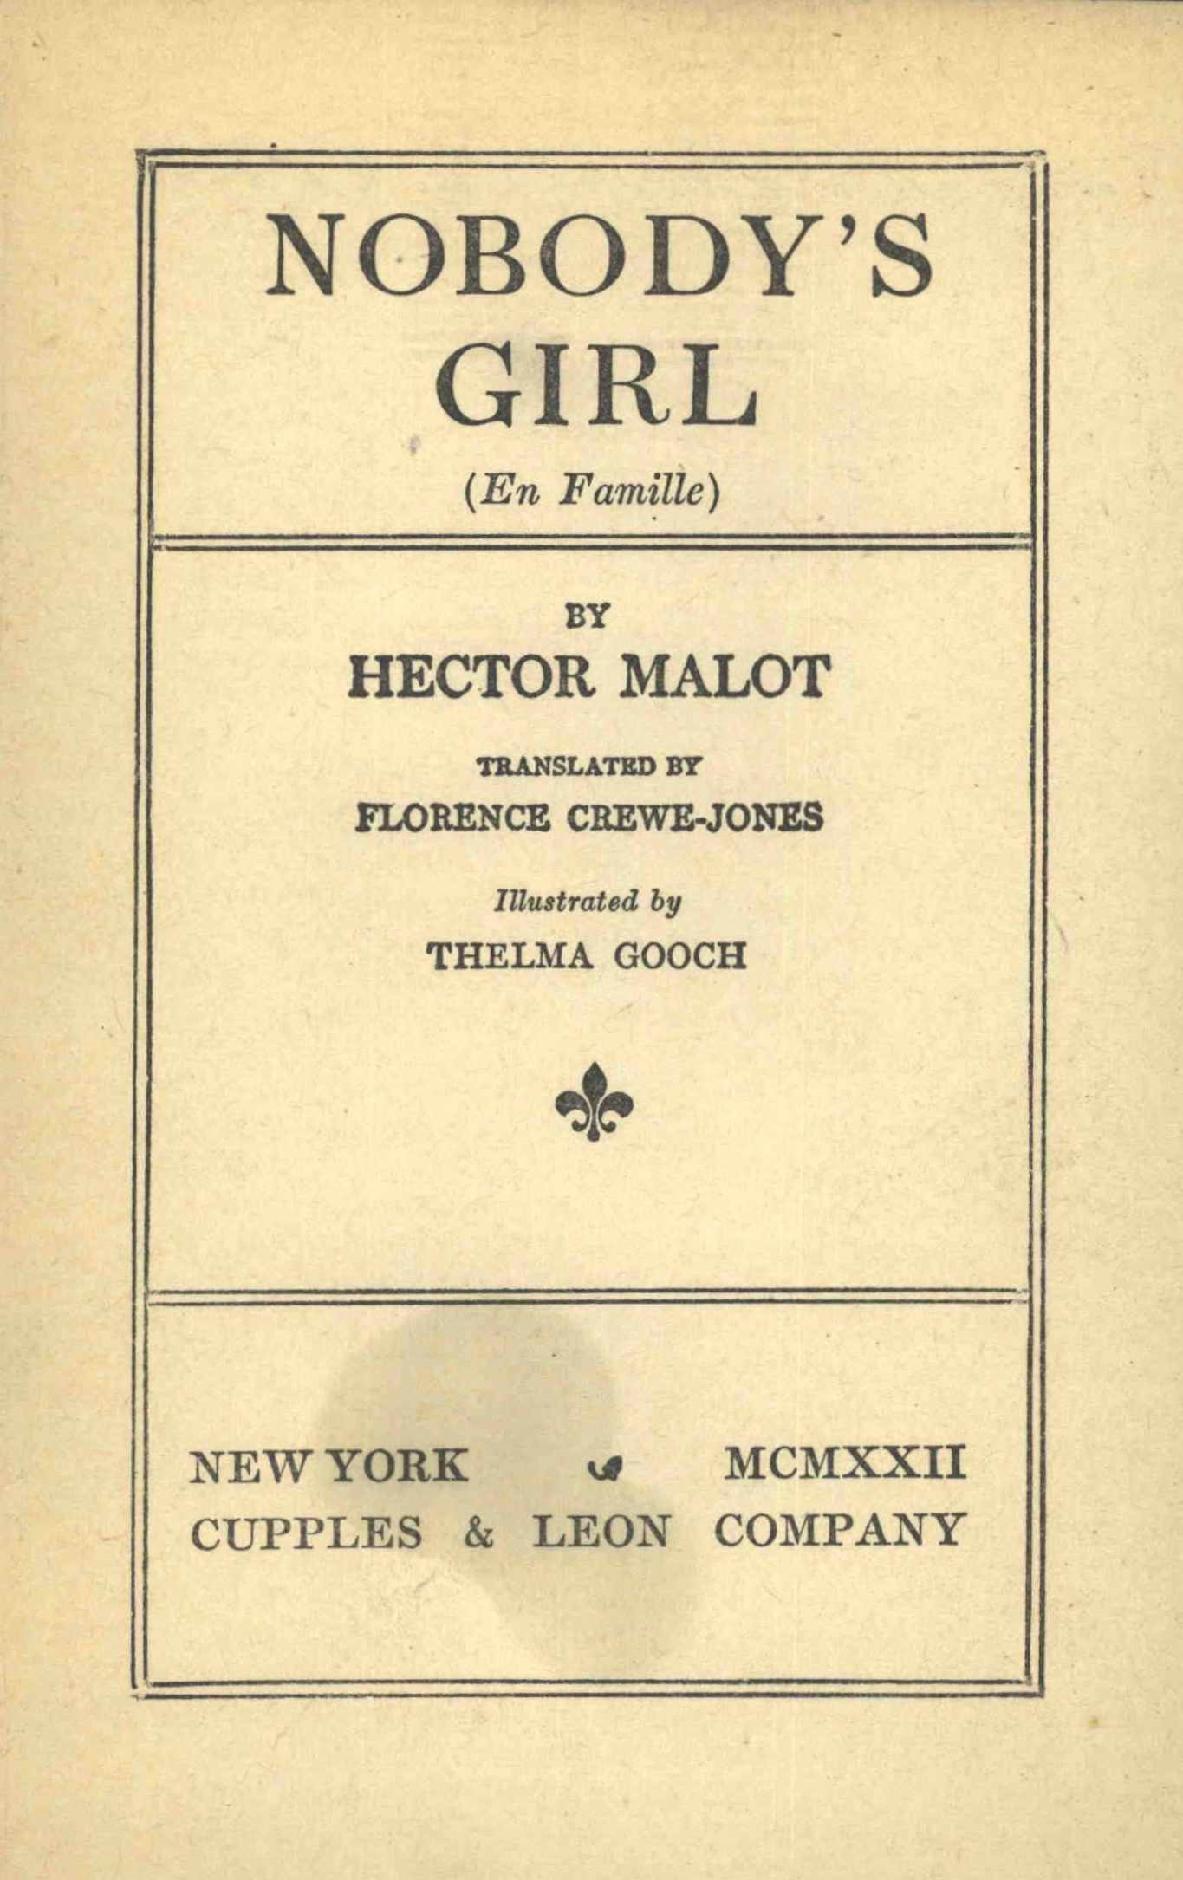 NOBODY'S
GIRL
(En Famille)
BY
HECTOR MALOT
TRANSLATED BY
FLORENCE CREWE-JONES
Illustrated by
THELMA GOOCH
NEW YORK MCMXXII
CUPPLES & LEON COMPANY